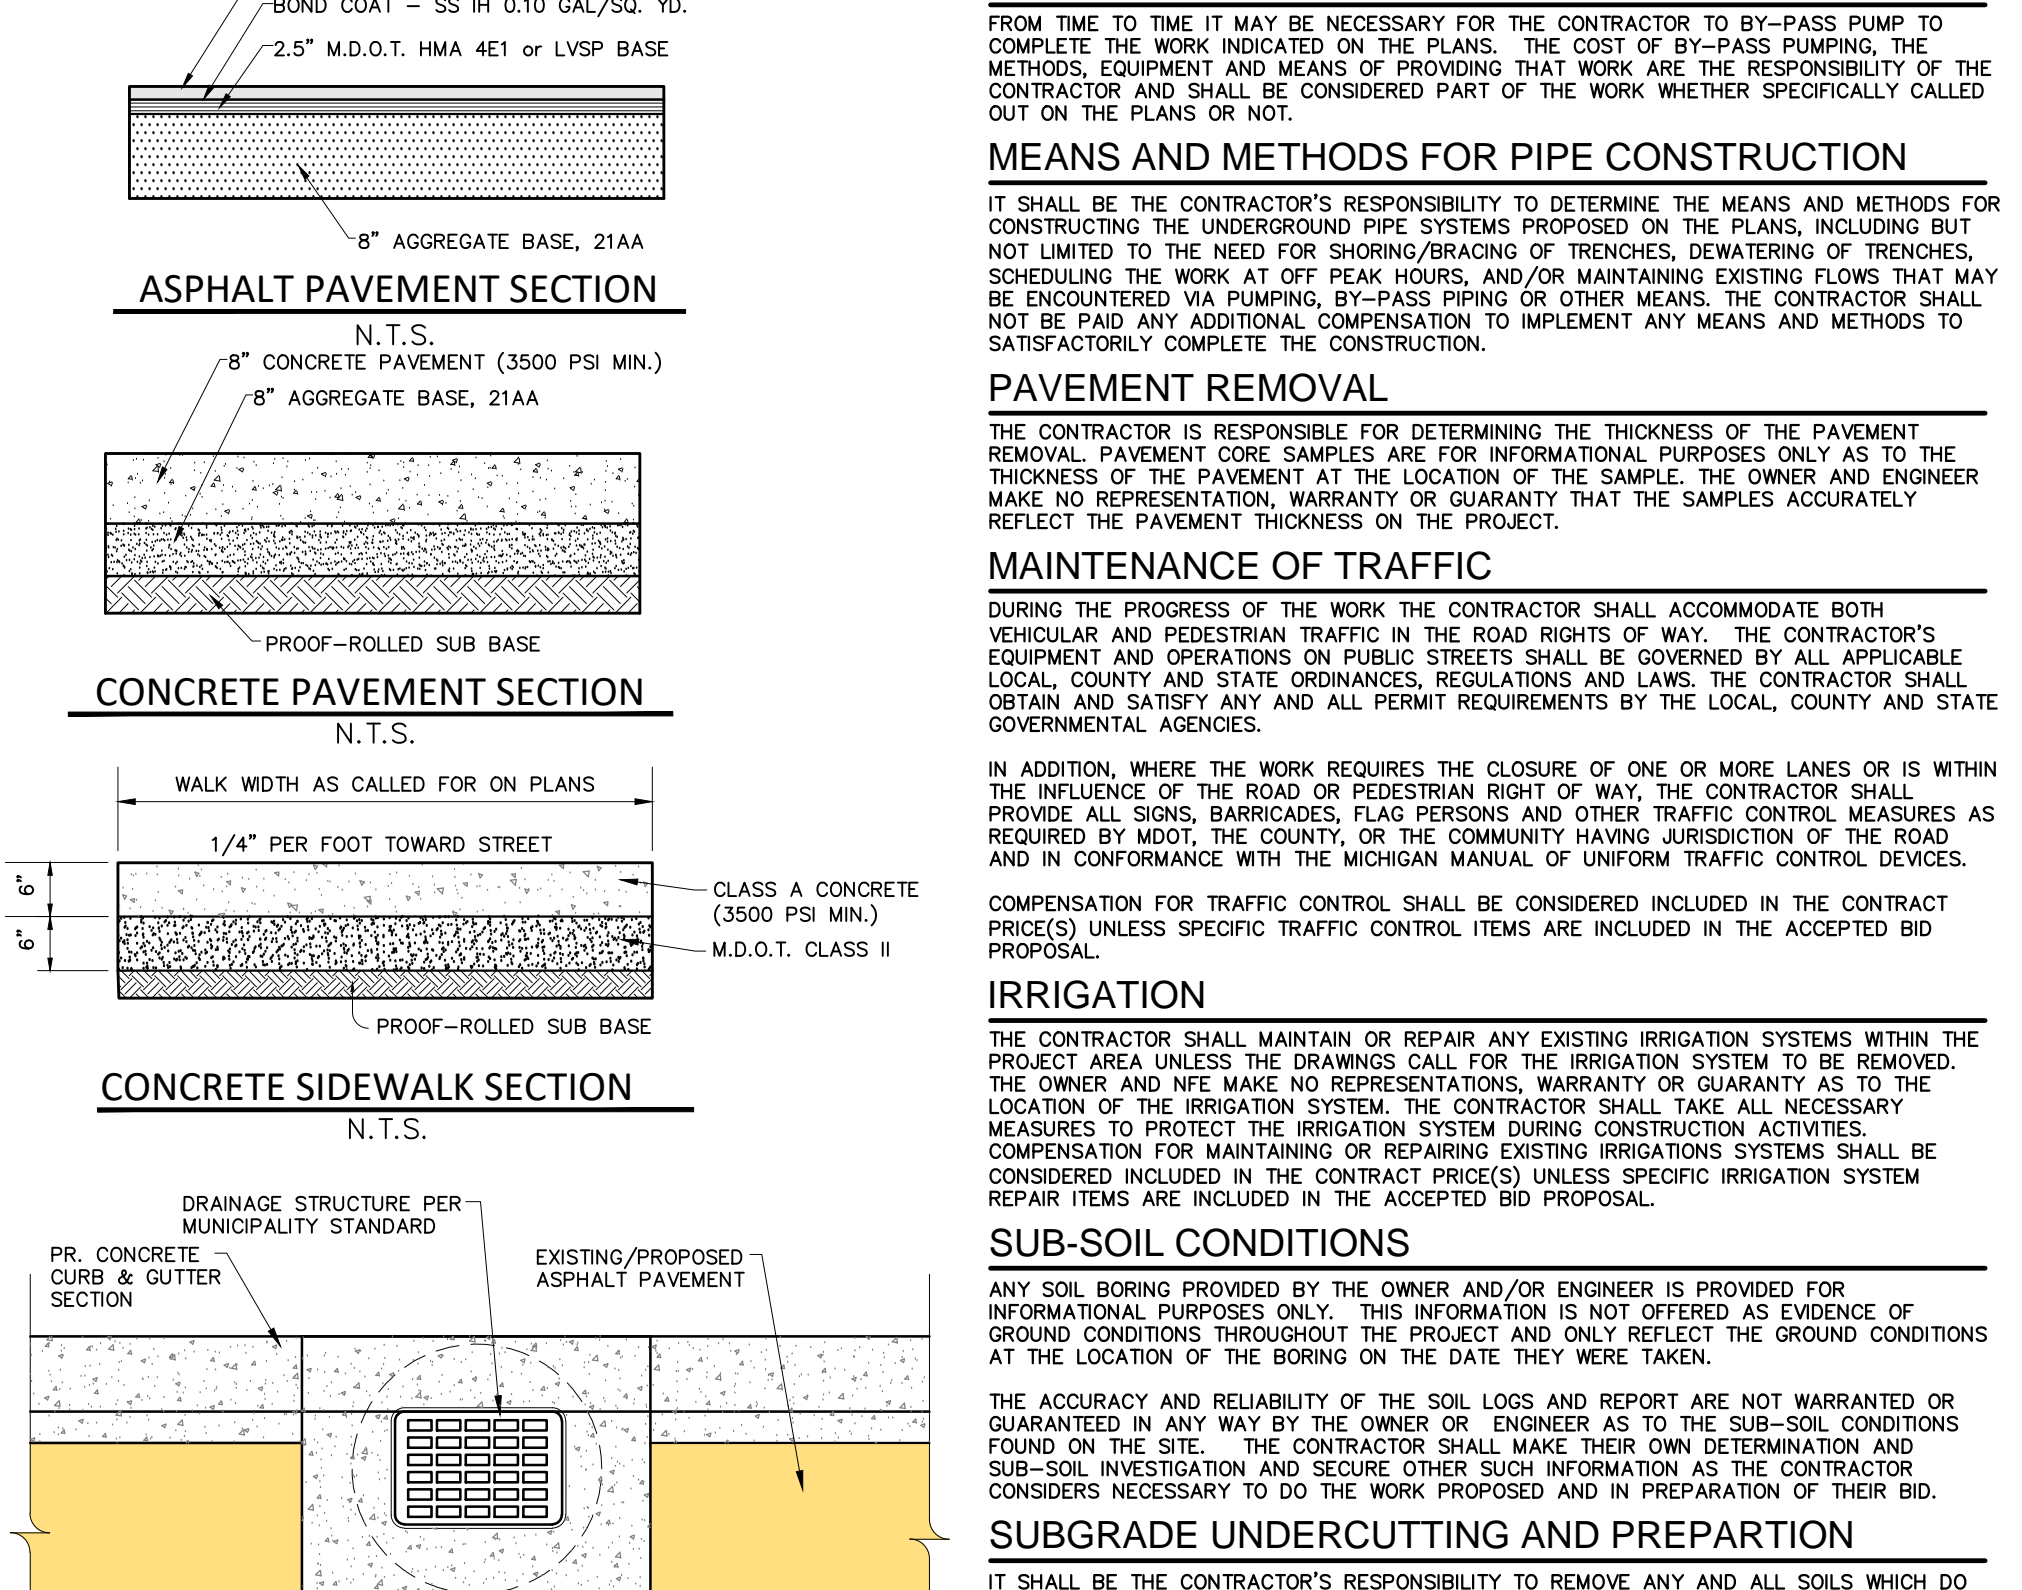 BOND COAT – SS 1H 0.10 GAL/SQ. YD.
2.5" M.D.O.T. HMA 4E1 or LVSP BASE
8" AGGREGATE BASE, 21AA
ASPHALT PAVEMENT SECTION
N.T.S.
8" CONCRETE PAVEMENT (3500 PSI MIN.)
8" AGGREGATE BASE, 21AA
PROOF–ROLLED SUB BASE
CONCRETE PAVEMENT SECTION
N.T.S.
WALK WIDTH AS CALLED FOR ON PLANS
1/4" PER FOOT TOWARD STREET
6"
6"
CLASS A CONCRETE
(3500 PSI MIN.)
M.D.O.T. CLASS II
PROOF–ROLLED SUB BASE
CONCRETE SIDEWALK SECTION
N.T.S.
DRAINAGE STRUCTURE PER
MUNICIPALITY STANDARD
PR. CONCRETE
CURB & GUTTER
SECTION
EXISTING/PROPOSED
ASPHALT PAVEMENT
FROM TIME TO TIME IT MAY BE NECESSARY FOR THE CONTRACTOR TO BY–PASS PUMP TO
COMPLETE THE WORK INDICATED ON THE PLANS. THE COST OF BY–PASS PUMPING, THE
METHODS, EQUIPMENT AND MEANS OF PROVIDING THAT WORK ARE THE RESPONSIBILITY OF THE
CONTRACTOR AND SHALL BE CONSIDERED PART OF THE WORK WHETHER SPECIFICALLY CALLED
OUT ON THE PLANS OR NOT.
MEANS AND METHODS FOR PIPE CONSTRUCTION
IT SHALL BE THE CONTRACTOR'S RESPONSIBILITY TO DETERMINE THE MEANS AND METHODS FOR
CONSTRUCTING THE UNDERGROUND PIPE SYSTEMS PROPOSED ON THE PLANS, INCLUDING BUT
NOT LIMITED TO THE NEED FOR SHORING/BRACING OF TRENCHES, DEWATERING OF TRENCHES,
SCHEDULING THE WORK AT OFF PEAK HOURS, AND/OR MAINTAINING EXISTING FLOWS THAT MAY
BE ENCOUNTERED VIA PUMPING, BY–PASS PIPING OR OTHER MEANS. THE CONTRACTOR SHALL
NOT BE PAID ANY ADDITIONAL COMPENSATION TO IMPLEMENT ANY MEANS AND METHODS TO
SATISFACTORILY COMPLETE THE CONSTRUCTION.
PAVEMENT REMOVAL
THE CONTRACTOR IS RESPONSIBLE FOR DETERMINING THE THICKNESS OF THE PAVEMENT
REMOVAL. PAVEMENT CORE SAMPLES ARE FOR INFORMATIONAL PURPOSES ONLY AS TO THE
THICKNESS OF THE PAVEMENT AT THE LOCATION OF THE SAMPLE. THE OWNER AND ENGINEER
MAKE NO REPRESENTATION, WARRANTY OR GUARANTY THAT THE SAMPLES ACCURATELY
REFLECT THE PAVEMENT THICKNESS ON THE PROJECT.
MAINTENANCE OF TRAFFIC
DURING THE PROGRESS OF THE WORK THE CONTRACTOR SHALL ACCOMMODATE BOTH
VEHICULAR AND PEDESTRIAN TRAFFIC IN THE ROAD RIGHTS OF WAY. THE CONTRACTOR'S
EQUIPMENT AND OPERATIONS ON PUBLIC STREETS SHALL BE GOVERNED BY ALL APPLICABLE
LOCAL, COUNTY AND STATE ORDINANCES, REGULATIONS AND LAWS. THE CONTRACTOR SHALL
OBTAIN AND SATISFY ANY AND ALL PERMIT REQUIREMENTS BY THE LOCAL, COUNTY AND STATE
GOVERNMENTAL AGENCIES.
IN ADDITION, WHERE THE WORK REQUIRES THE CLOSURE OF ONE OR MORE LANES OR IS WITHIN
THE INFLUENCE OF THE ROAD OR PEDESTRIAN RIGHT OF WAY, THE CONTRACTOR SHALL
PROVIDE ALL SIGNS, BARRICADES, FLAG PERSONS AND OTHER TRAFFIC CONTROL MEASURES AS
REQUIRED BY MDOT, THE COUNTY, OR THE COMMUNITY HAVING JURISDICTION OF THE ROAD
AND IN CONFORMANCE WITH THE MICHIGAN MANUAL OF UNIFORM TRAFFIC CONTROL DEVICES.
COMPENSATION FOR TRAFFIC CONTROL SHALL BE CONSIDERED INCLUDED IN THE CONTRACT
PRICE(S) UNLESS SPECIFIC TRAFFIC CONTROL ITEMS ARE INCLUDED IN THE ACCEPTED BID
PROPOSAL.
IRRIGATION
THE CONTRACTOR SHALL MAINTAIN OR REPAIR ANY EXISTING IRRIGATION SYSTEMS WITHIN THE
PROJECT AREA UNLESS THE DRAWINGS CALL FOR THE IRRIGATION SYSTEM TO BE REMOVED.
THE OWNER AND NFE MAKE NO REPRESENTATIONS, WARRANTY OR GUARANTY AS TO THE
LOCATION OF THE IRRIGATION SYSTEM. THE CONTRACTOR SHALL TAKE ALL NECESSARY
MEASURES TO PROTECT THE IRRIGATION SYSTEM DURING CONSTRUCTION ACTIVITIES.
COMPENSATION FOR MAINTAINING OR REPAIRING EXISTING IRRIGATIONS SYSTEMS SHALL BE
CONSIDERED INCLUDED IN THE CONTRACT PRICE(S) UNLESS SPECIFIC IRRIGATION SYSTEM
REPAIR ITEMS ARE INCLUDED IN THE ACCEPTED BID PROPOSAL.
SUB-SOIL CONDITIONS
ANY SOIL BORING PROVIDED BY THE OWNER AND/OR ENGINEER IS PROVIDED FOR
INFORMATIONAL PURPOSES ONLY. THIS INFORMATION IS NOT OFFERED AS EVIDENCE OF
GROUND CONDITIONS THROUGHOUT THE PROJECT AND ONLY REFLECT THE GROUND CONDITIONS
AT THE LOCATION OF THE BORING ON THE DATE THEY WERE TAKEN.
THE ACCURACY AND RELIABILITY OF THE SOIL LOGS AND REPORT ARE NOT WARRANTED OR
GUARANTEED IN ANY WAY BY THE OWNER OR ENGINEER AS TO THE SUB–SOIL CONDITIONS
FOUND ON THE SITE. THE CONTRACTOR SHALL MAKE THEIR OWN DETERMINATION AND
SUB–SOIL INVESTIGATION AND SECURE OTHER SUCH INFORMATION AS THE CONTRACTOR
CONSIDERS NECESSARY TO DO THE WORK PROPOSED AND IN PREPARATION OF THEIR BID.
SUBGRADE UNDERCUTTING AND PREPARTION
IT SHALL BE THE CONTRACTOR'S RESPONSIBILITY TO REMOVE ANY AND ALL SOILS WHICH DO